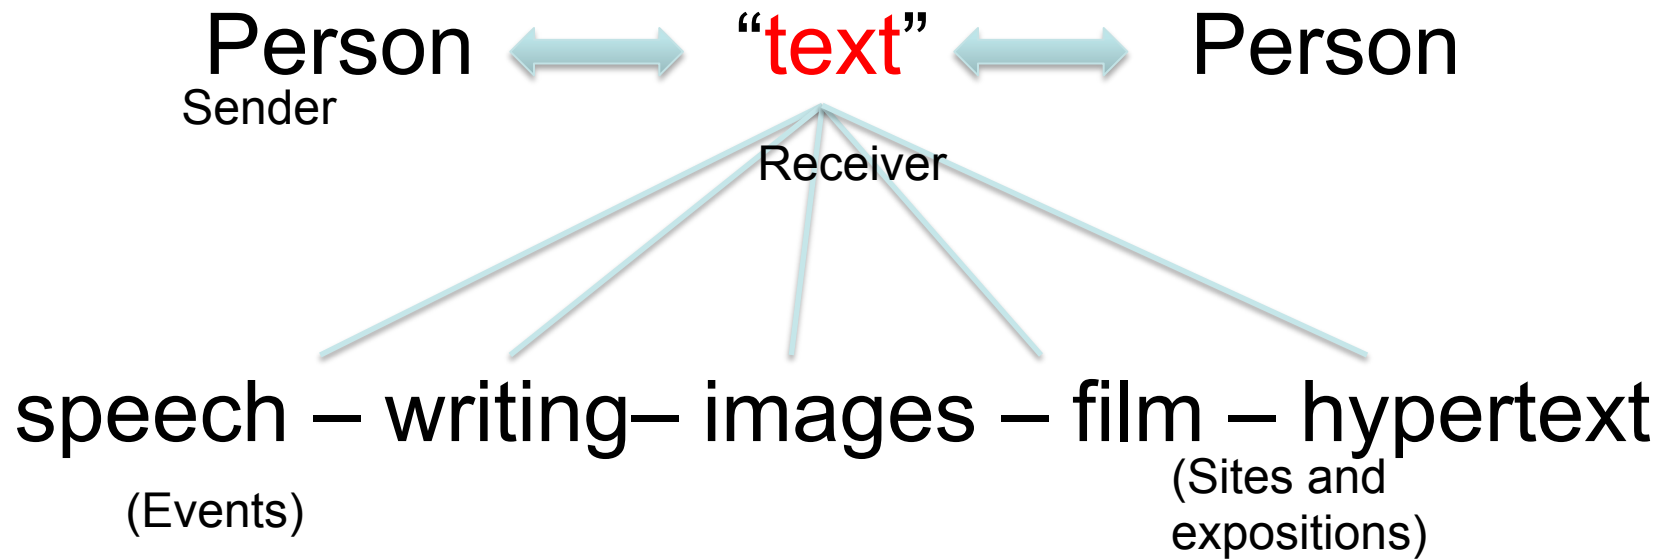 Person “text” Person
Sender
Receiver
speech – writing– images – film – hypertext
(Events)
(Sites and
expositions)